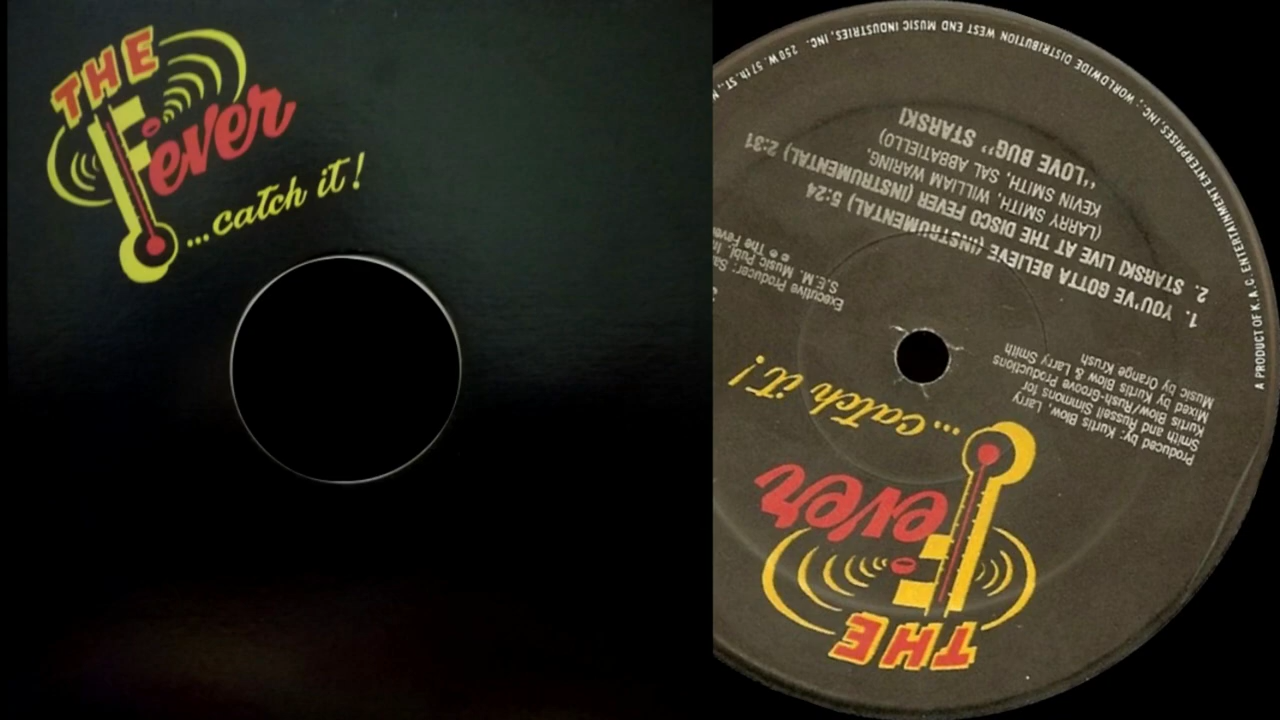 THE
Fever
...catch it!
THE
Fever
...catch it!
Produced by: Kurtis Blow, Larry
Smith and Russell Simmons for
Kurtis Blow/Rush-Groove Productions
Mixed by Kurtis Blow & Larry Smith
Music by Orange Krush
Executive Producer: Sa
S.E.M. Music Publ. In
℗ © The Feve
1. YOU'VE GOTTA BELIEVE (INSTRUMENTAL) 5:24
2. STARSKI LIVE AT THE DISCO FEVER (INSTRUMENTAL) 2:31
(LARRY SMITH, WILLIAM WARING,
KEVIN SMITH, SAL ABBATIELLO)
"LOVE BUG" STARSKI
A PRODUCT OF K.A.C. ENTERTAINMENT ENTERPRISES, INC.; WORLDWIDE DISTRIBUTION WEST END MUSIC INDUSTRIES, INC. 250 W. 57th. ST., N